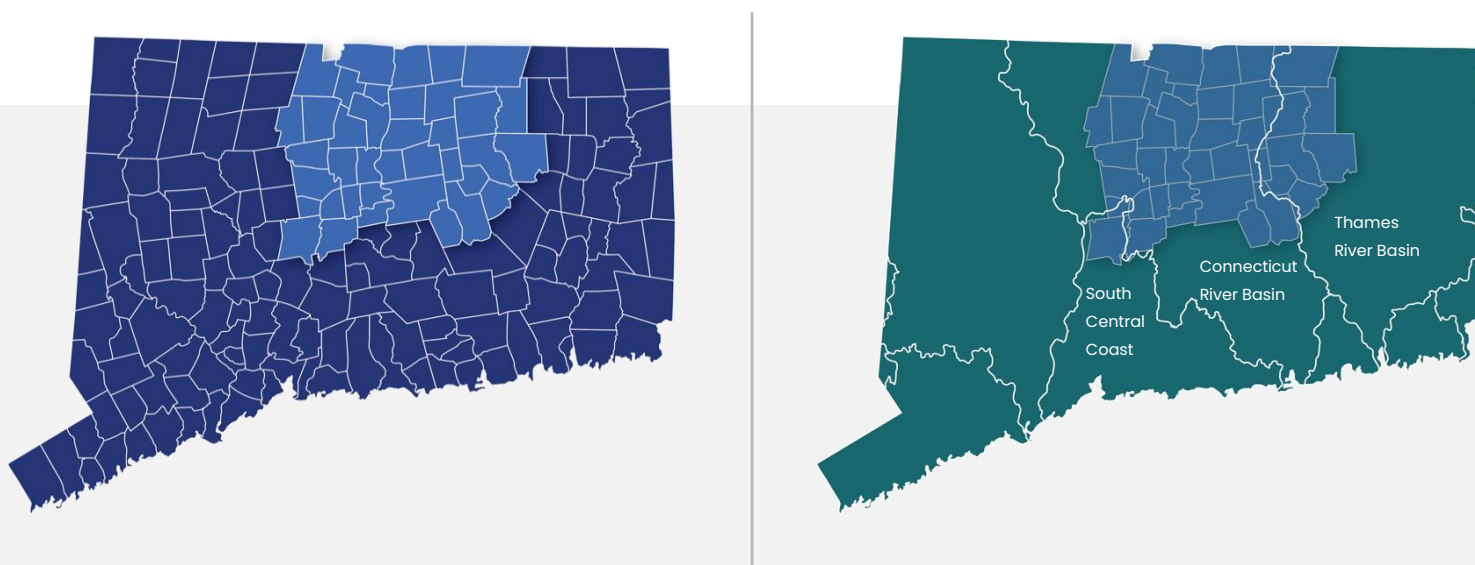 Thames
River Basin
Connecticut
River Basin
South
Central
Coast